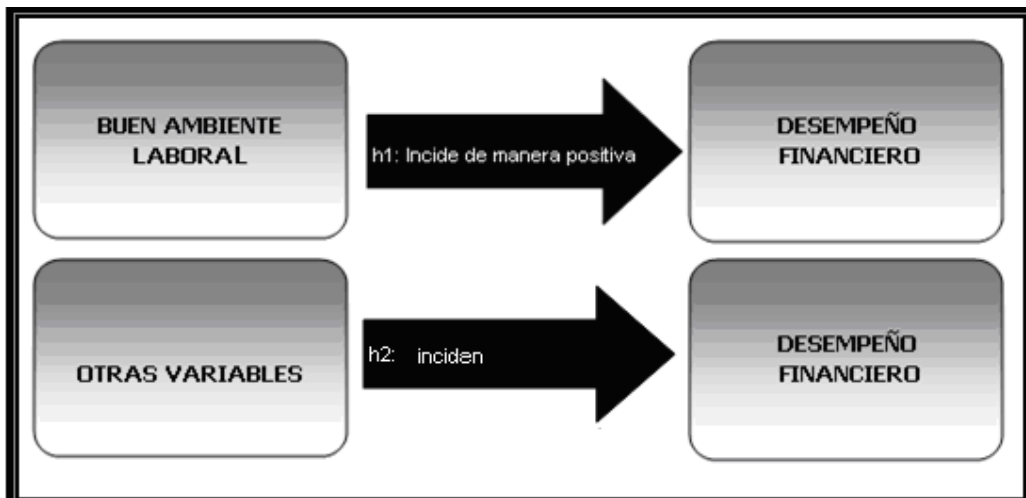 BUEN AMBIENTE
LABORAL
h1: Incide de manera positiva
DESEMPEÑO
FINANCIERO
OTRAS VARIABLES
h2: inciden
DESEMPEÑO
FINANCIERO